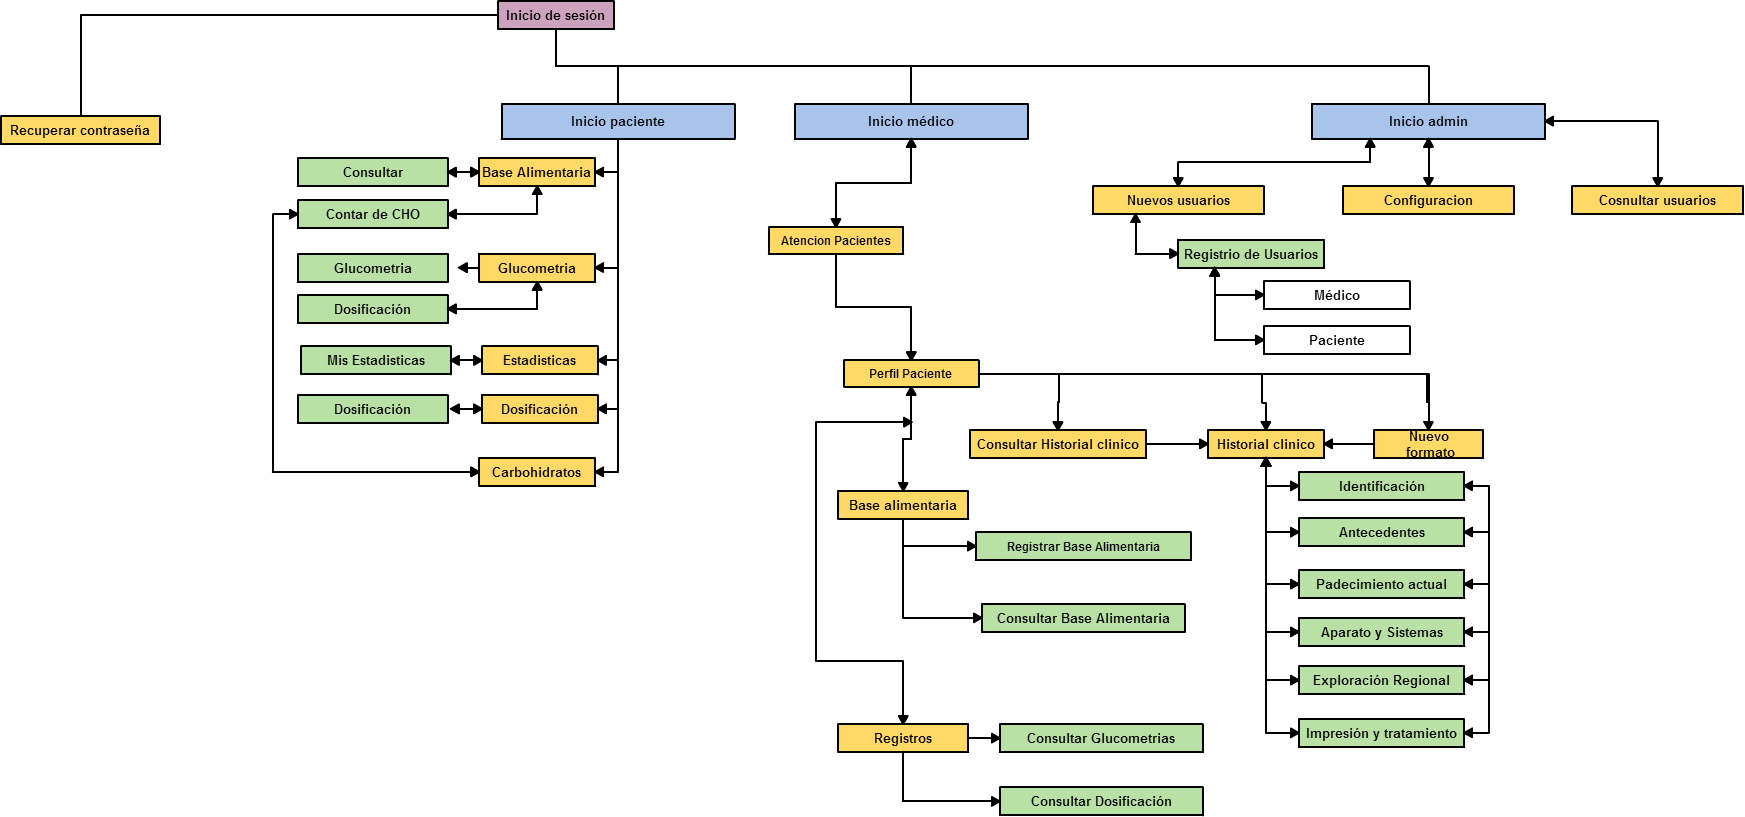 Inicio de sesión
Recuperar contraseña
Inicio paciente
Inicio médico
Inicio admin
Consultar
Base Alimentaria
Contar de CHO
Glucometria
Glucometria
Dosificación
Mis Estadisticas
Estadisticas
Dosificación
Dosificación
Carbohidratos
Atencion Pacientes
Perfil Paciente
Nuevos usuarios
Configuracion
Cosnultar usuarios
Registrio de Usuarios
Médico
Paciente
Consultar Historial clinico
Historial clinico
Nuevo
formato
Identificación
Antecedentes
Padecimiento actual
Aparato y Sistemas
Exploración Regional
Impresión y tratamiento
Base alimentaria
Registrar Base Alimentaria
Consultar Base Alimentaria
Registros
Consultar Glucometrias
Consultar Dosificación